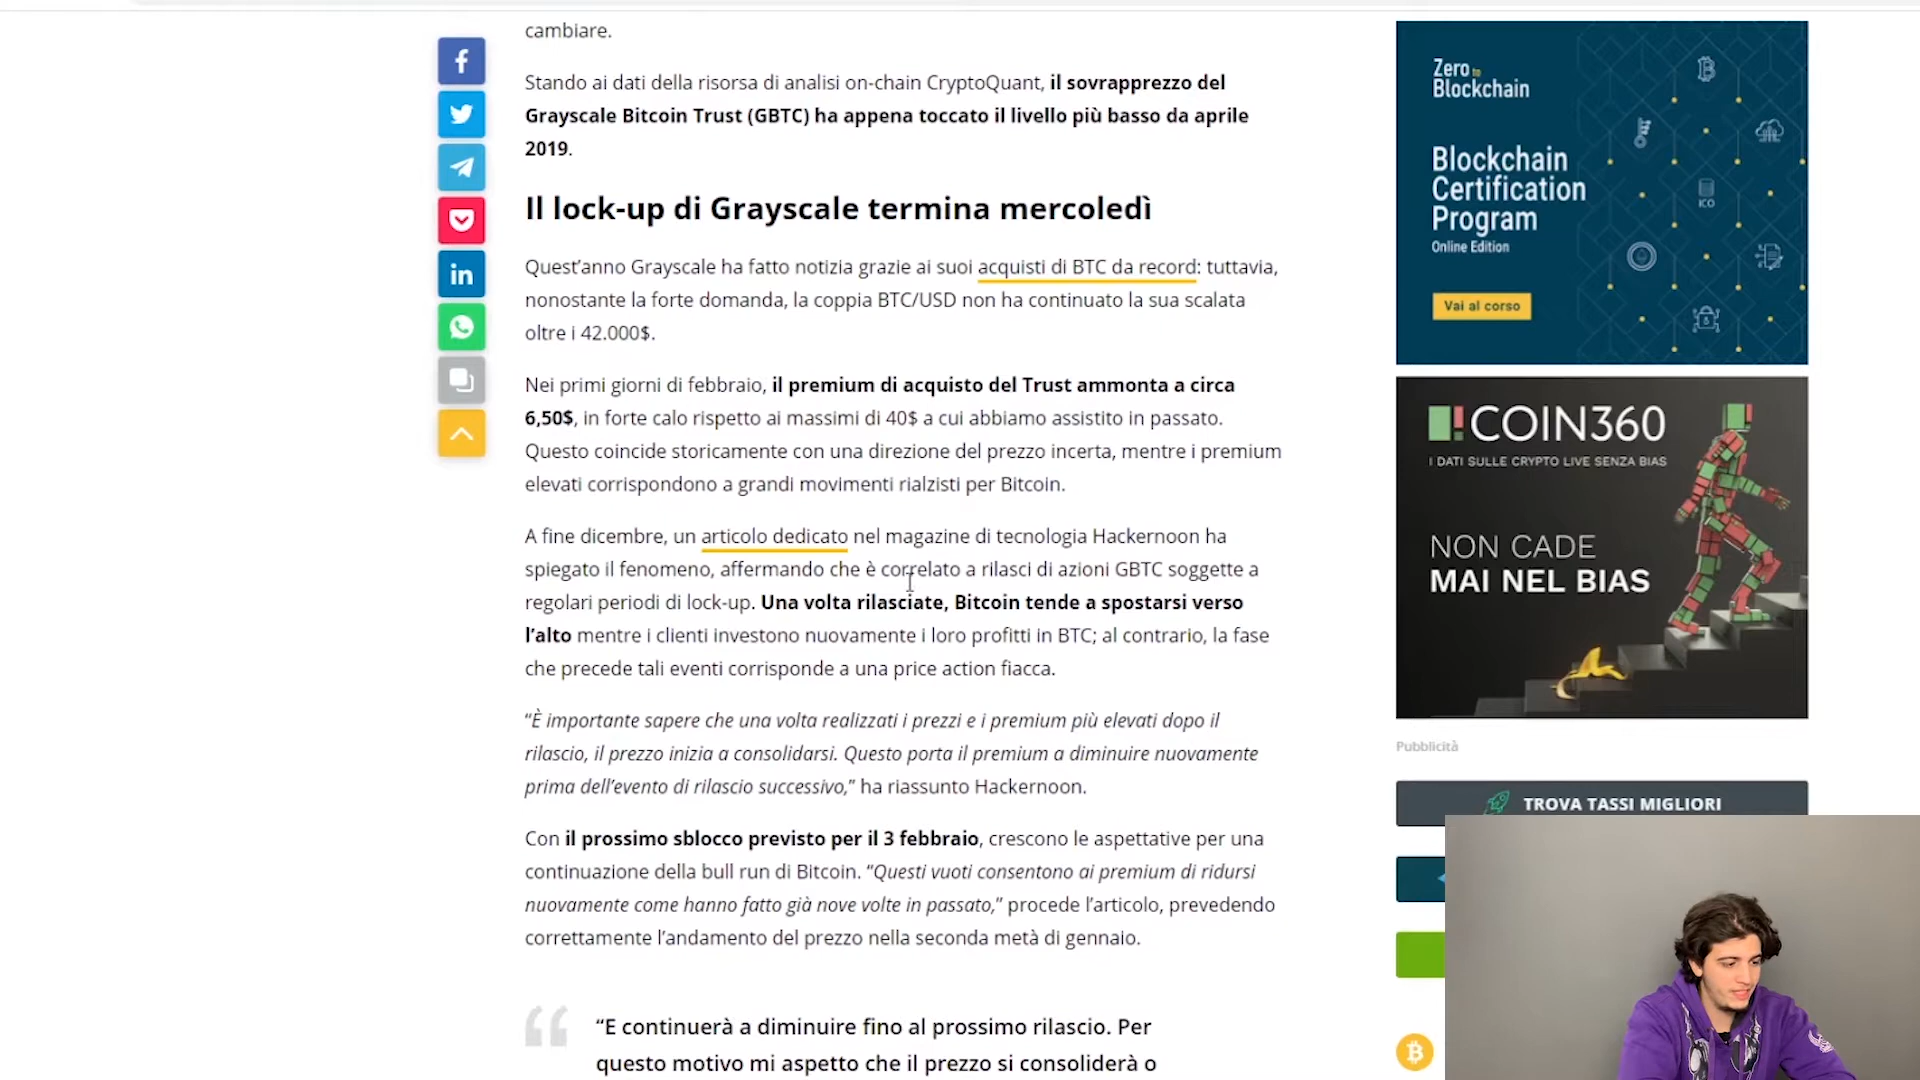 cambiare.
Stando ai dati della risorsa di analisi on-chain CryptoQuant, il sovrapprezzo del
Grayscale Bitcoin Trust (GBTC) ha appena toccato il livello più basso da aprile
2019.
Il lock-up di Grayscale termina mercoledì
Quest’anno Grayscale ha fatto notizia grazie ai suoi acquisti di BTC da record: tuttavia,
nonostante la forte domanda, la coppia BTC/USD non ha continuato la sua scalata
oltre i 42.000$.
Nei primi giorni di febbraio, il premium di acquisto del Trust ammonta a circa
6,50$, in forte calo rispetto ai massimi di 40$ a cui abbiamo assistito in passato.
Questo coincide storicamente con una direzione del prezzo incerta, mentre i premium
elevati corrispondono a grandi movimenti rialzisti per Bitcoin.
A fine dicembre, un articolo dedicato nel magazine di tecnologia Hackernoon ha
spiegato il fenomeno, affermando che è correlato a rilasci di azioni GBTC soggette a
regolari periodi di lock-up. Una volta rilasciate, Bitcoin tende a spostarsi verso
l’alto mentre i clienti investono nuovamente i loro profitti in BTC; al contrario, la fase
che precede tali eventi corrisponde a una price action fiacca.
“È importante sapere che una volta realizzati i prezzi e i premium più elevati dopo il
rilascio, il prezzo inizia a consolidarsi. Questo porta il premium a diminuire nuovamente
prima dell’evento di rilascio successivo,” ha riassunto Hackernoon.
Con il prossimo sblocco previsto per il 3 febbraio, crescono le aspettative per una
continuazione della bull run di Bitcoin. “Questi vuoti consentono ai premium di ridursi
nuovamente come hanno fatto già nove volte in passato,” procede l’articolo, prevedendo
correttamente l’andamento del prezzo nella seconda metà di gennaio.
“E continuerà a diminuire fino al prossimo rilascio. Per
questo motivo mi aspetto che il prezzo si consoliderà o
Zero to
Blockchain
Blockchain
Certification
Program
Online Edition
Vai al corso
ICO
COIN360
I DATI SULLE CRYPTO LIVE SENZA BIAS
NON CADE
MAI NEL BIAS
Pubblicità
TROVA TASSI MIGLIORI